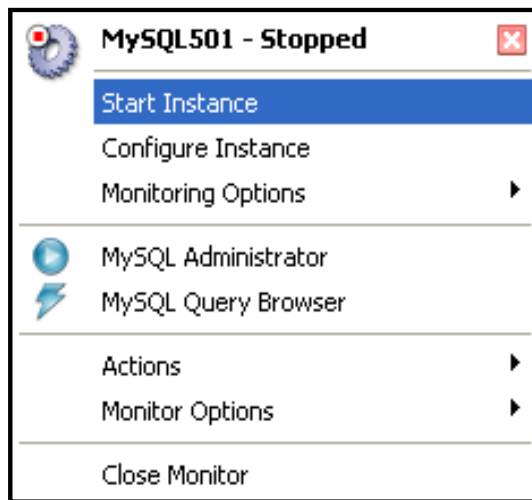 MySQL501 - Stopped
Start Instance
Configure Instance
Monitoring Options
MySQL Administrator
MySQL Query Browser
Actions
Monitor Options
Close Monitor